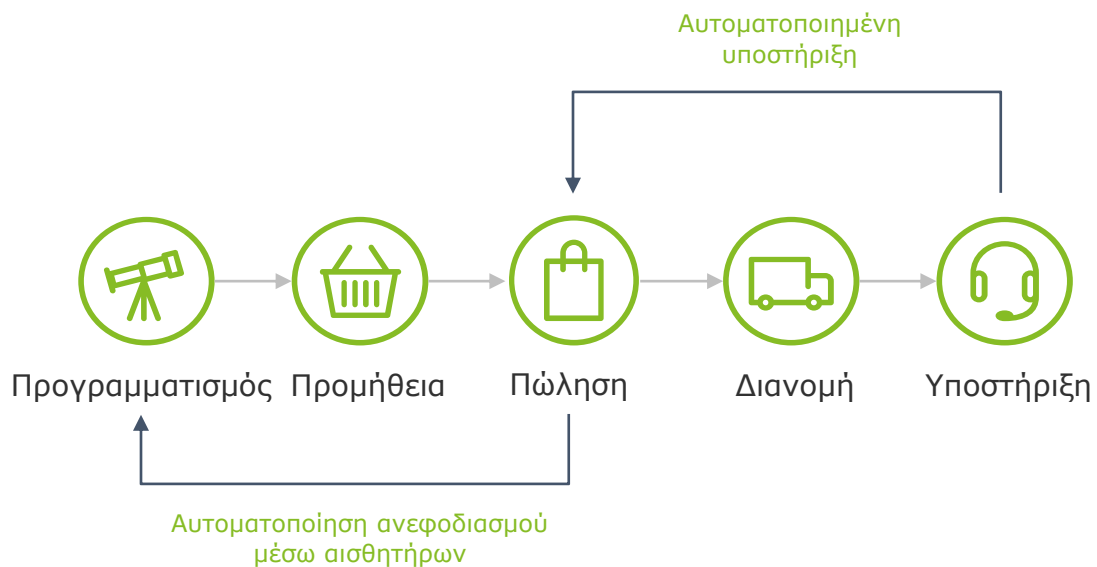 Αυτοματοποιημένη
υποστήριξη
Προγραμματισμός Προμήθεια Πώληση Διανομή Υποστήριξη
Αυτοματοποίηση ανεφοδιασμού
μέσω αισθητήρων